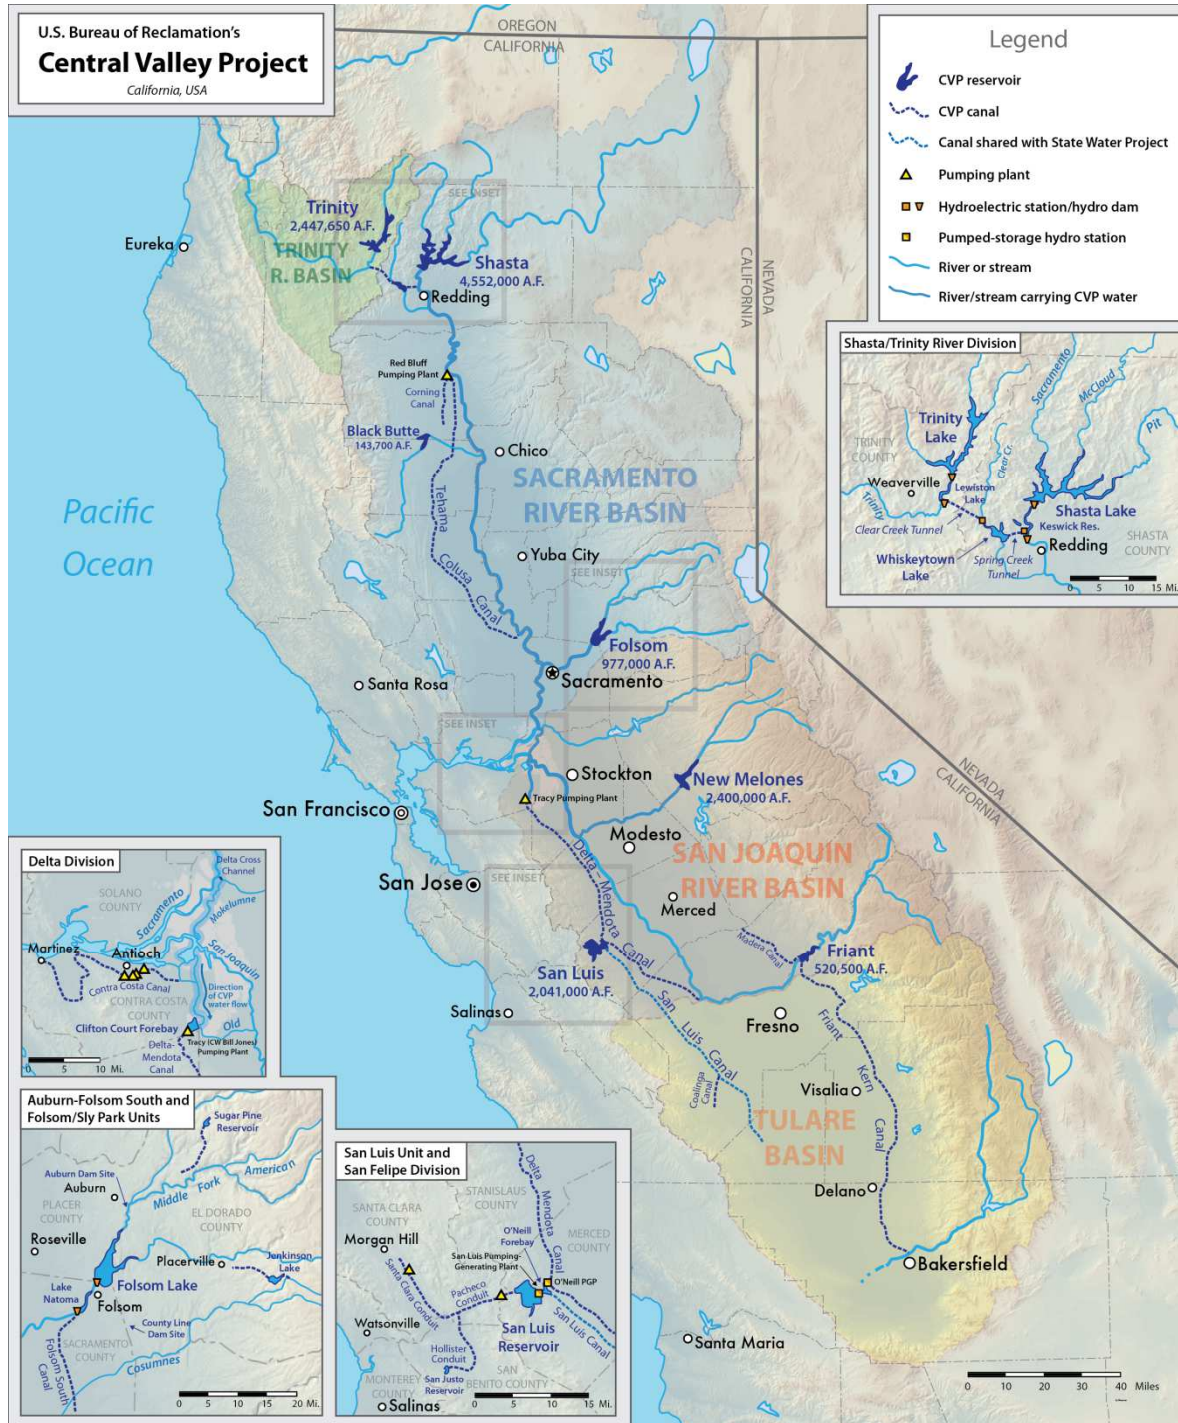 U.S. Bureau of Reclamation's
Central Valley Project
California, USA
OREGON
CALIFORNIA
Legend
CVP reservoir
CVP canal
Canal shared with State Water Project
Pumping plant
Hydroelectric station/hydro dam
Pumped-storage hydro station
River or stream
River/stream carrying CVP water
SEE INSET
Trinity
2,447,650 A.F.
TRINITY
R. BASIN
Eureka
Shasta
4,552,000 A.F.
Redding
NEVADA
CALIFORNIA
Red Bluff
Pumping Plant
Corning
Canal
Black Butte
143,700 A.F.
Chico
SACRAMENTO
RIVER BASIN
Tehama
Colusa
Canal
Yuba City
SEE INSET
Pacific
Ocean
Folsom
977,000 A.F.
Sacramento
Santa Rosa
SEE INSET
Stockton
Tracy Pumping Plant
New Melones
2,400,000 A.F.
NEVADA
CALIFORNIA
San Francisco
Modesto
SAN JOAQUIN
RIVER BASIN
San Jose
SEE INSET
Delta - Mendota Canal
Merced
Madera Canal
Friant
520,500 A.F.
San Luis
2,041,000 A.F.
Salinas
San Luis Canal
Fresno
Friant Kern Canal
Coalinga
Canal
Visalia
TULARE
BASIN
Delano
Bakersfield
Santa Maria
0 10 20 30 40 Miles
Shasta/Trinity River Division
Sacramento
McCloud
Pit
Trinity
Lake
TRINITY
COUNTY
Clear Cr.
Weaverville
Lewiston
Lake
Trinity
Shasta Lake
Keswick Res.
Clear Creek Tunnel
Whiskeytown
Lake
Spring Creek
Tunnel
Redding
SHASTA
COUNTY
0 5 10 15 Mi.
Delta Division
Delta Cross
Channel
SOLANO
COUNTY
Sacramento
Mokelumne
Martinez
Antioch
San Joaquin
Contra Costa Canal
CONTRA COSTA
COUNTY
Direction
of CVP
water flow
Clifton Court Forebay
Old
Tracy (CW Bill Jones)
Pumping Plant
Delta-
Mendota
Canal
0 5 10 Mi.
Auburn-Folsom South and
Folsom/Sly Park Units
Sugar Pine
Reservoir
Auburn Dam Site
Auburn
Middle Fork American
PLACER
COUNTY
EL DORADO
COUNTY
Roseville
Placerville
Jenkinson
Lake
Folsom Lake
Lake
Natoma
Folsom
County Line
Dam Site
SACRAMENTO
COUNTY
Folsom South
Canal
Cosumnes
0 10 20 Mi.
San Luis Unit and
San Felipe Division
Delta Mendota Canal
STANISLAUS
COUNTY
SANTA CLARA
COUNTY
MERCED
COUNTY
O'Neill
Forebay
Morgan Hill
San Luis Pumping-
Generating Plant
O'Neill PGP
Santa Clara Conduit
Pacheco
Conduit
San Luis Canal
Watsonville
San Luis
Reservoir
Hollister
Conduit
San Justo
Reservoir
SAN
BENITO COUNTY
MONTEREY
COUNTY
Salinas
0 5 10 15 Mi.